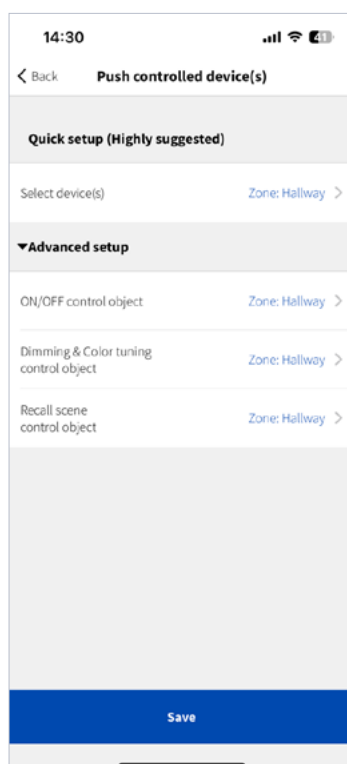 14:30
41
Back Push controlled device(s)
Quick setup (Highly suggested)
Select device(s) Zone: Hallway
▼Advanced setup
ON/OFF control object Zone: Hallway
Dimming & Color tuning
control object Zone: Hallway
Recall scene
control object Zone: Hallway
Save